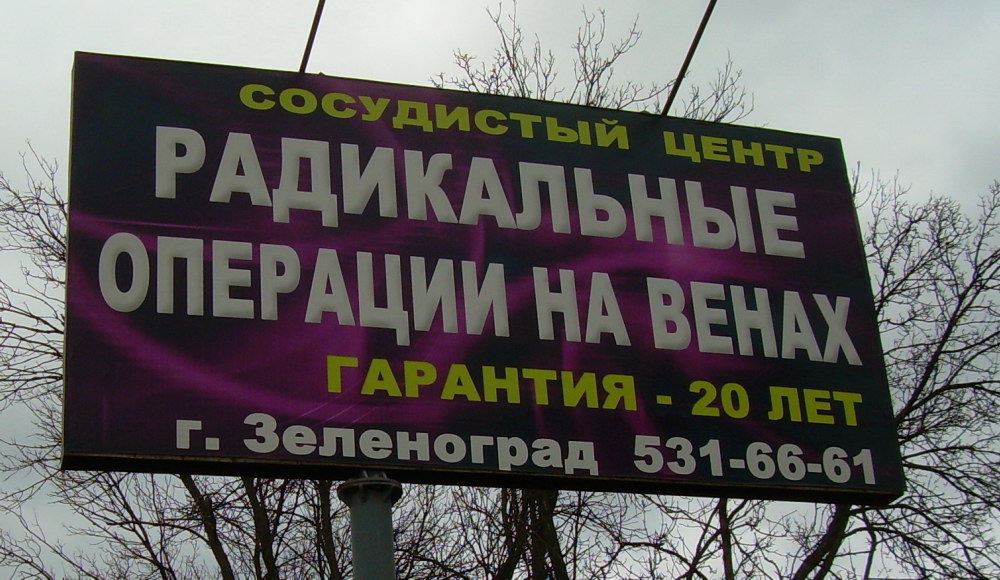 СОСУДИСТЫЙ ЦЕНТР
РАДИКАЛЬНЫЕ
ОПЕРАЦИИ НА ВЕНАХ
ГАРАНТИЯ - 20 ЛЕТ
г. Зеленоград 531-66-61